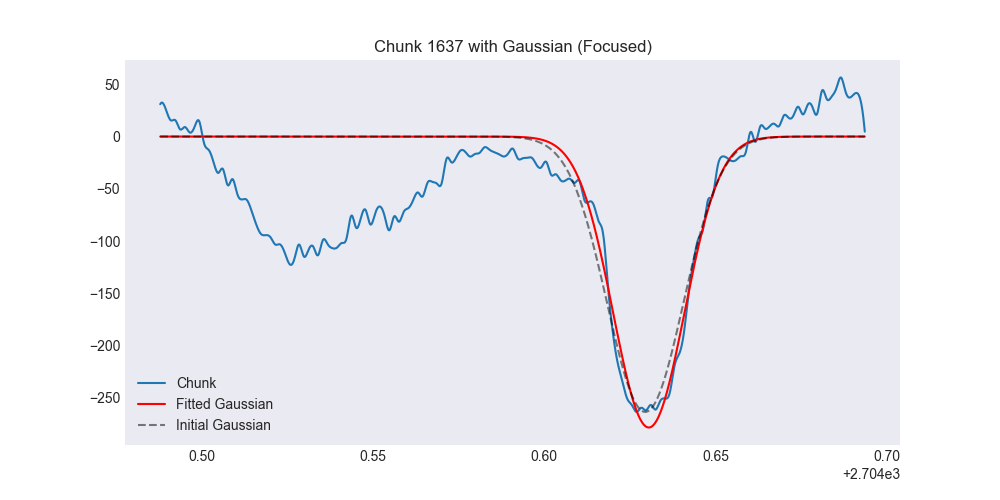 Chunk 1637 with Gaussian (Focused)
50
0
−50
−100
−150
−200
−250
Chunk
Fitted Gaussian
Initial Gaussian
0.50 0.55 0.60 0.65 0.70
+2.704e3